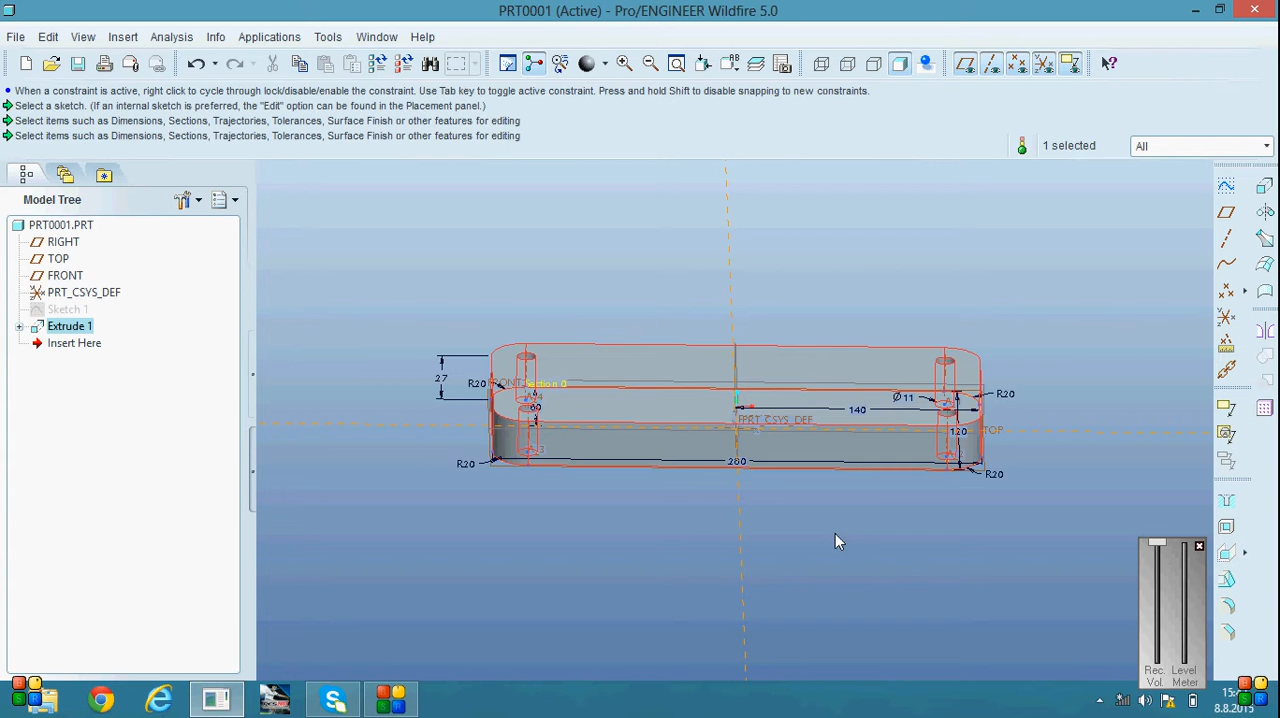 PRT0001 (Active) - Pro/ENGINEER Wildfire 5.0
File Edit View Insert Analysis Info Applications Tools Window Help
When a constraint is active, right click to cycle through lock/disable/enable the constraint. Use Tab key to toggle active constraint. Press and hold Shift to disable snapping to new constraints.
Select a sketch. (If an internal sketch is preferred, the "Edit" option can be found in the Placement panel.)
Select items such as Dimensions, Sections, Trajectories, Tolerances, Surface Finish or other features for editing
Select items such as Dimensions, Sections, Trajectories, Tolerances, Surface Finish or other features for editing
1 selected
All
Model Tree
PRT0001.PRT
RIGHT
TOP
FRONT
PRT_CSYS_DEF
Sketch 1
Extrude 1
Insert Here
27
R20
FRONT
Section 0
R20
Ø11
140
PRT_CSYS_DEF
120
TOP
R20
R20
Rec. Level
Vol. Meter